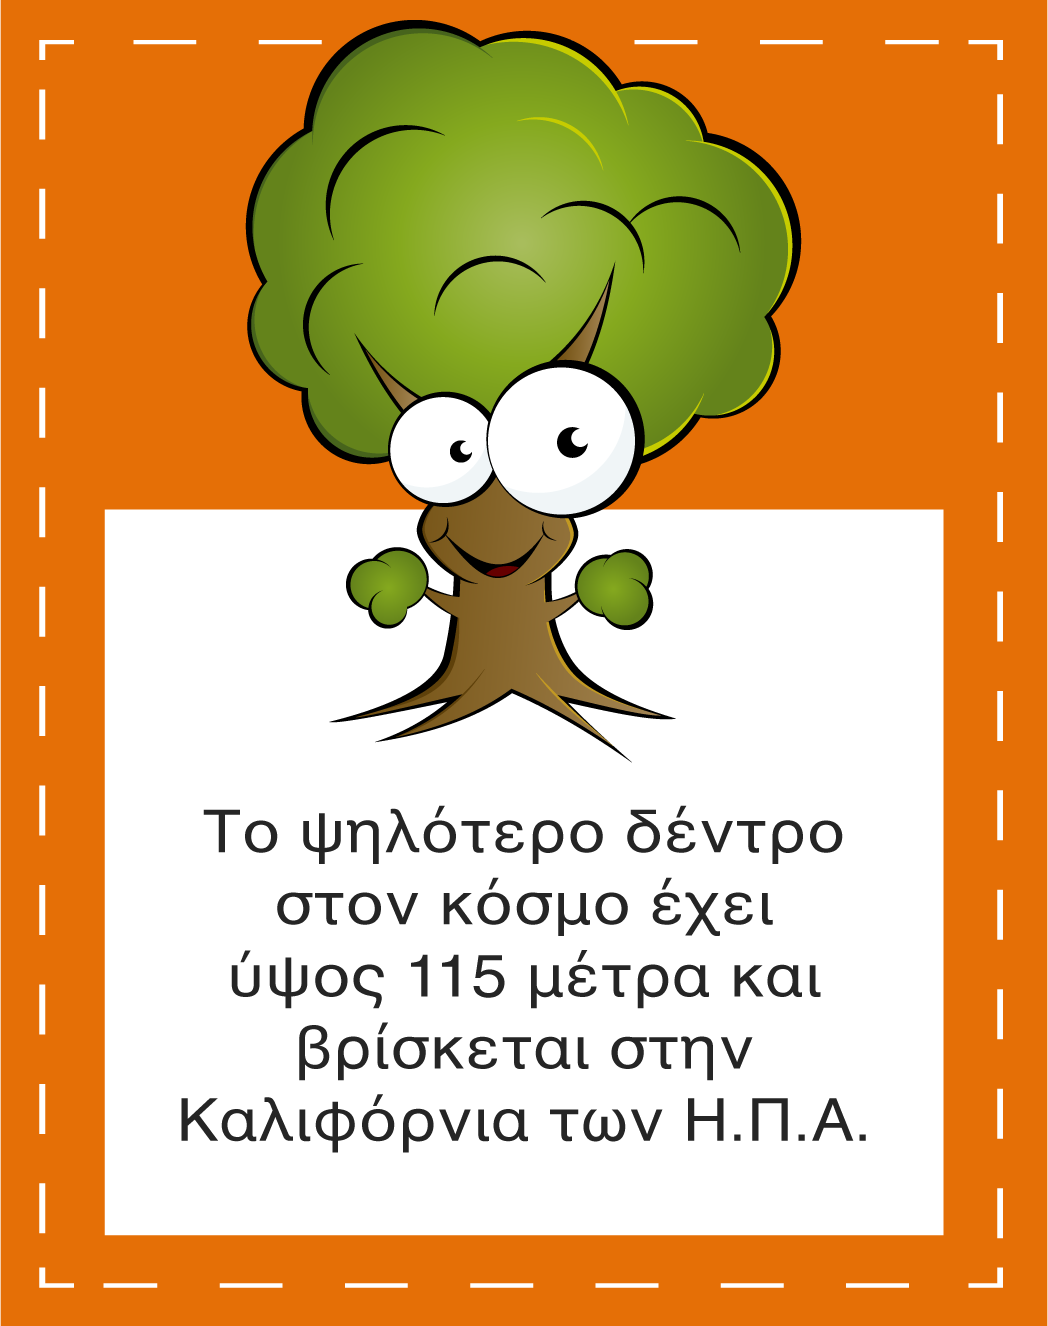 Το ψηλότερο δέντρο
στον κόσμο έχει
ύψος 115 μέτρα και
βρίσκεται στην
Καλιφόρνια των Η.Π.Α.